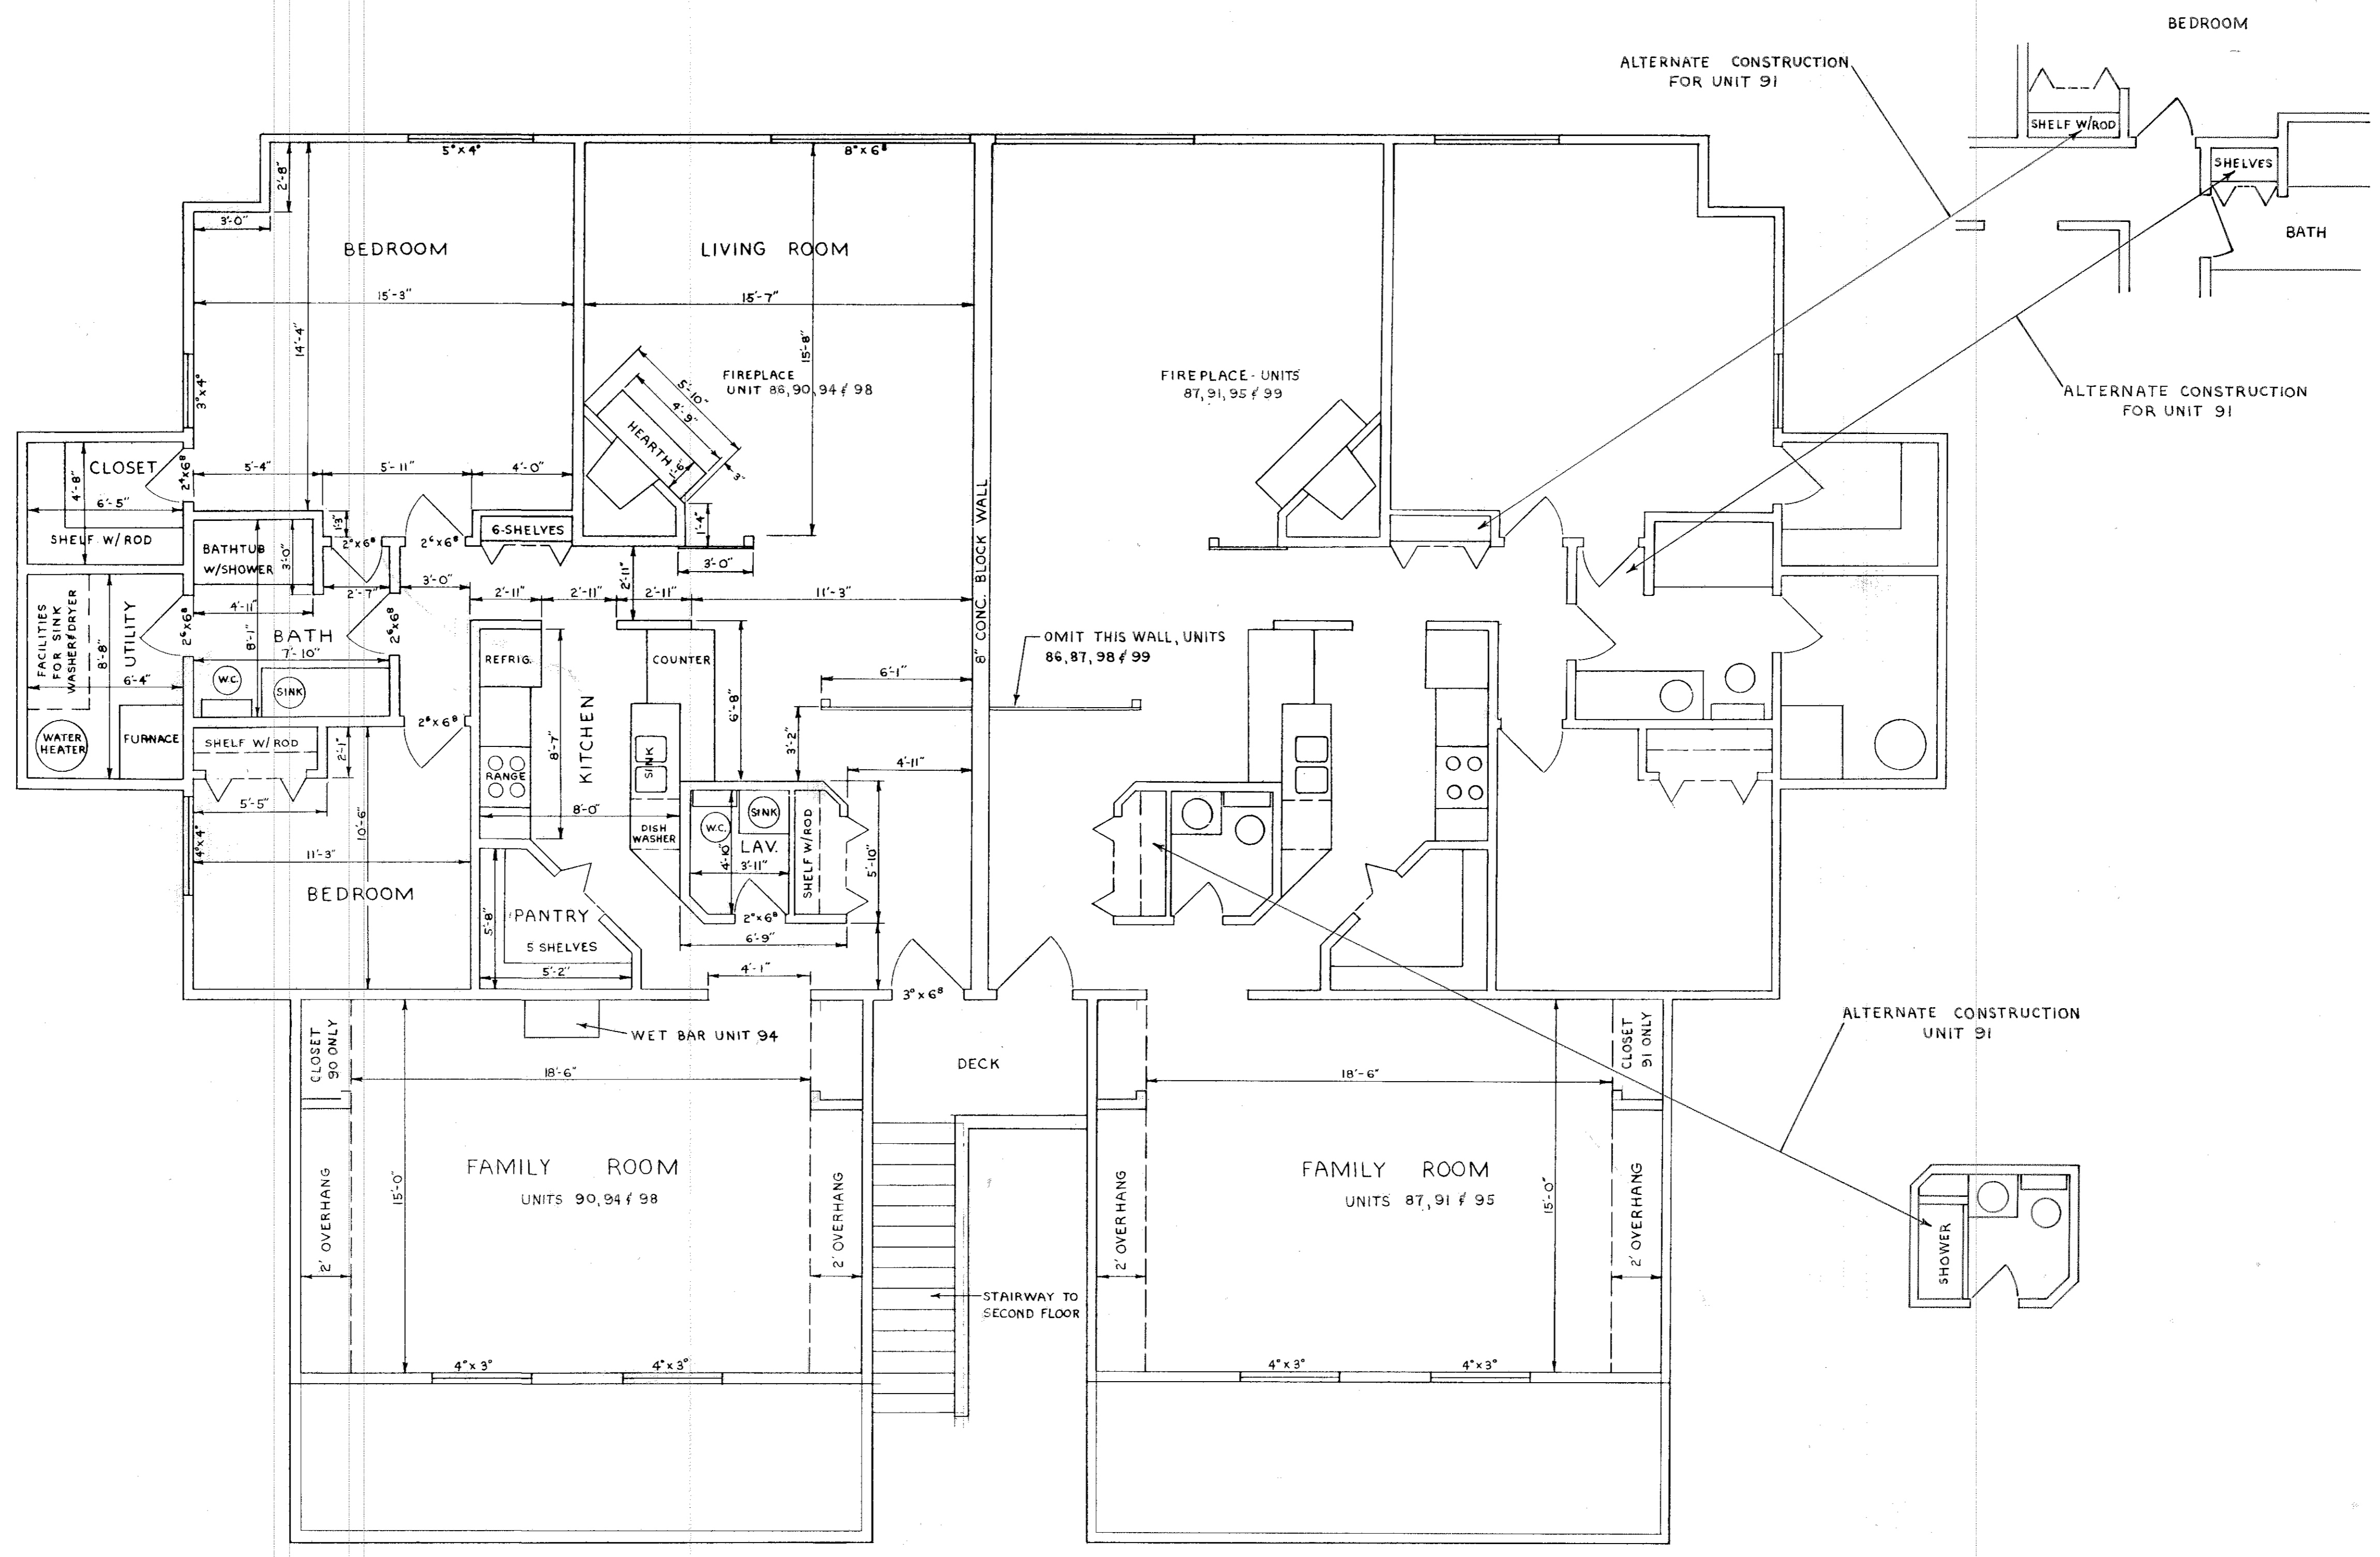 BEDROOM
ALTERNATE CONSTRUCTION
FOR UNIT 91
SHELF W/ROD
SHELVES
BATH
5⁰x4⁰
8⁰x6⁸
2'-8"
3'-0"
BEDROOM
LIVING ROOM
15'-3"
15'-7"
14'-4"
15'-8"
FIREPLACE
UNIT 86,90,94 & 98
FIREPLACE - UNITS
87,91,95 & 99
ALTERNATE CONSTRUCTION
FOR UNIT 91
3⁰x4⁰
5'-10"
4'-9"
HEARTH
1'-6"
3"
CLOSET
4'-8"
6'-5"
2⁶x6⁸
5'-4"
5'-11"
4'-0"
SHELF W/ROD
BATHTUB
W/SHOWER
3'-0"
1'-3"
2⁶x6⁸
2⁶x6⁸
6-SHELVES
1'-4"
3'-0"
8" CONC. BLOCK WALL
2'-7"
3'-0"
2'-11"
2'-11"
2'-11"
2'-11"
11'-3"
4'-11"
FACILITIES
FOR SINK
WASHER & DRYER
UTILITY
8'-8"
6'-4"
2⁶x6⁸
8'-1"
BATH
7'-10"
2⁶x6⁸
W.C.
SINK
REFRIG.
COUNTER
OMIT THIS WALL, UNITS
86,87,98 & 99
6'-1"
6'-8"
3'-2"
4'-11"
WATER
HEATER
FURNACE
SHELF W/ROD
2'-1"
5'-5"
2⁸x6⁸
KITCHEN
8'-7"
RANGE
8'-0"
SINK
DISH
WASHER
W.C.
SINK
LAV.
4'-10"
3'-11"
SHELF W/ROD
5'-10"
2⁰x6⁸
6'-9"
4⁰x4⁰
10'-6"
11'-3"
BEDROOM
PANTRY
5 SHELVES
5'-8"
5'-2"
4'-1"
3⁰x6⁸
WET BAR UNIT 94
CLOSET
90 ONLY
18'-6"
DECK
18'-6"
CLOSET
91 ONLY
ALTERNATE CONSTRUCTION
UNIT 91
FAMILY ROOM
UNITS 90,94 & 98
15'-0"
2' OVERHANG
2' OVERHANG
FAMILY ROOM
UNITS 87,91 & 95
15'-0"
2' OVERHANG
2' OVERHANG
SHOWER
STAIRWAY TO
SECOND FLOOR
4⁰x3⁰
4⁰x3⁰
4⁰x3⁰
4⁰x3⁰